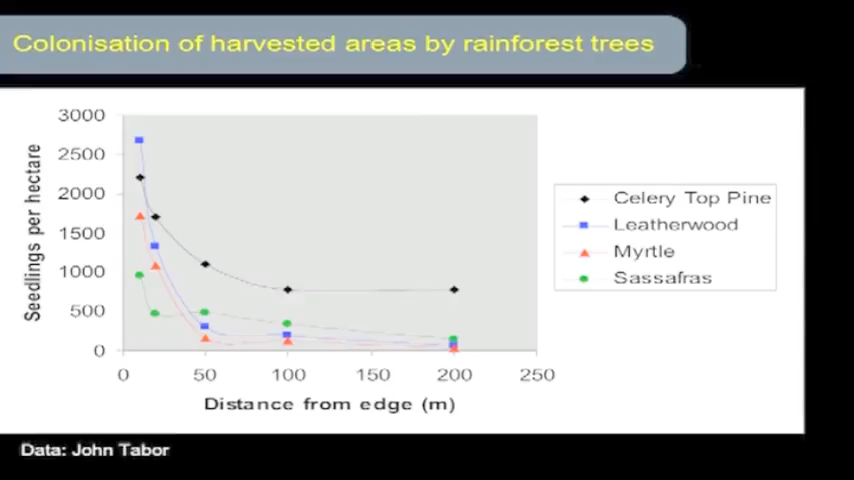 Colonisation of harvested areas by rainforest trees
Seedlings per hectare
3000
2500
2000
1500
1000
500
0
0 50 100 150 200 250
Distance from edge (m)
Celery Top Pine
Leatherwood
Myrtle
Sassafras
Data: John Tabor